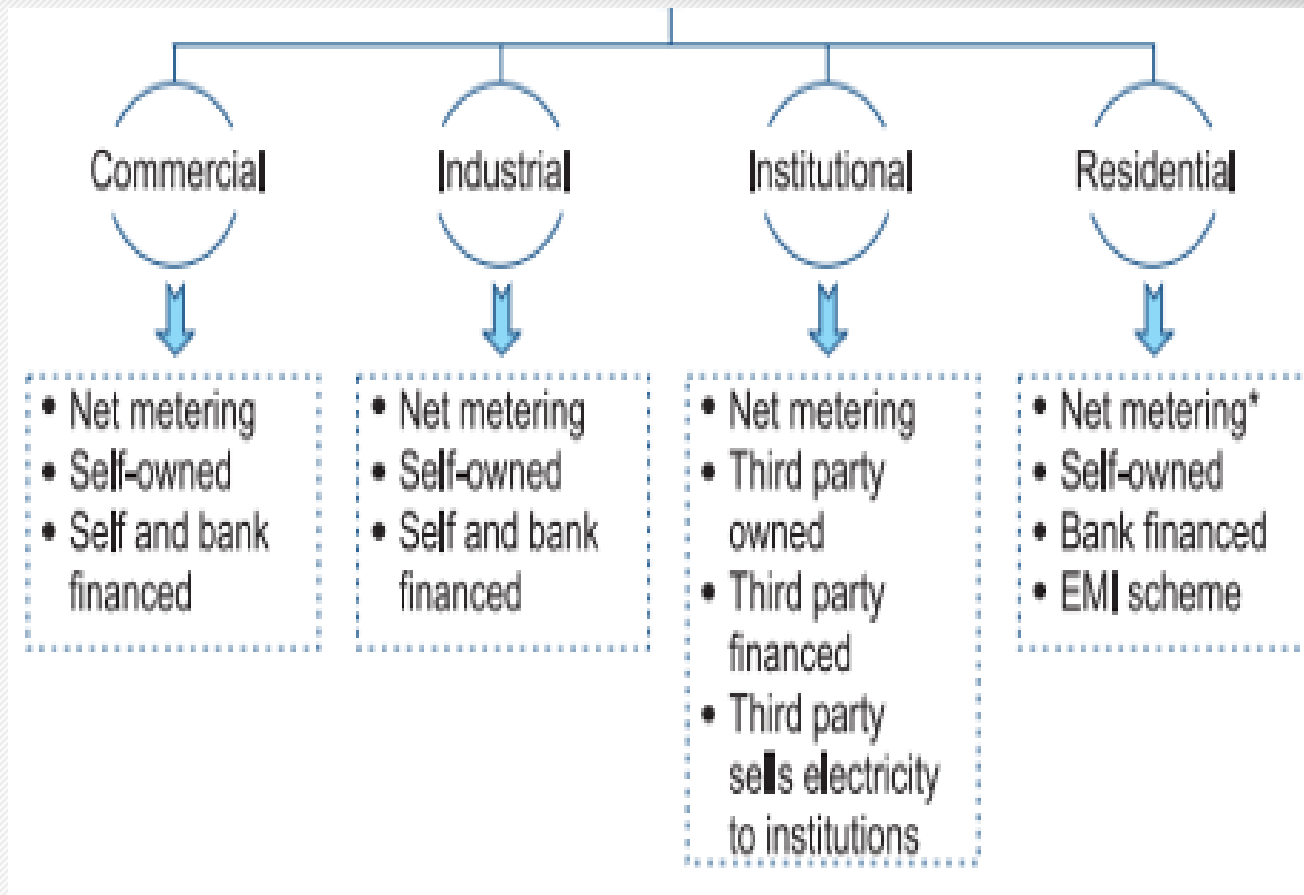 Commercial
• Net metering
• Self-owned
• Self and bank
financed
Industrial
• Net metering
• Self-owned
• Self and bank
financed
Institutional
• Net metering
• Third party
owned
• Third party
financed
• Third party
sells electricity
to institutions
Residential
• Net metering*
• Self-owned
• Bank financed
• EMI scheme